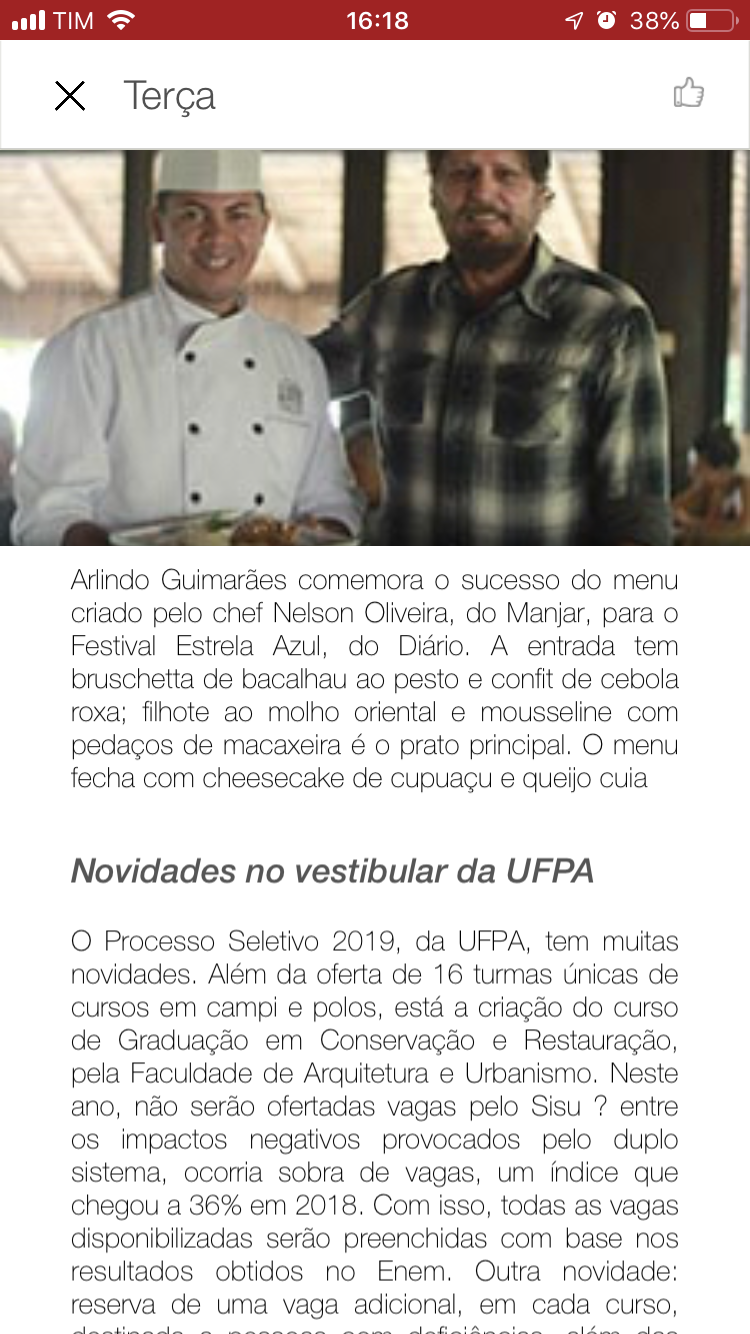 TIM 16:18 38%
Terça
Arlindo Guimarães comemora o sucesso do menu
criado pelo chef Nelson Oliveira, do Manjar, para o
Festival Estrela Azul, do Diário. A entrada tem
bruschetta de bacalhau ao pesto e confit de cebola
roxa; filhote ao molho oriental e mousseline com
pedaços de macaxeira é o prato principal. O menu
fecha com cheesecake de cupuaçu e queijo cuia
Novidades no vestibular da UFPA
O Processo Seletivo 2019, da UFPA, tem muitas
novidades. Além da oferta de 16 turmas únicas de
cursos em campi e polos, está a criação do curso
de Graduação em Conservação e Restauração,
pela Faculdade de Arquitetura e Urbanismo. Neste
ano, não serão ofertadas vagas pelo Sisu ? entre
os impactos negativos provocados pelo duplo
sistema, ocorria sobra de vagas, um índice que
chegou a 36% em 2018. Com isso, todas as vagas
disponibilizadas serão preenchidas com base nos
resultados obtidos no Enem. Outra novidade:
reserva de uma vaga adicional, em cada curso,